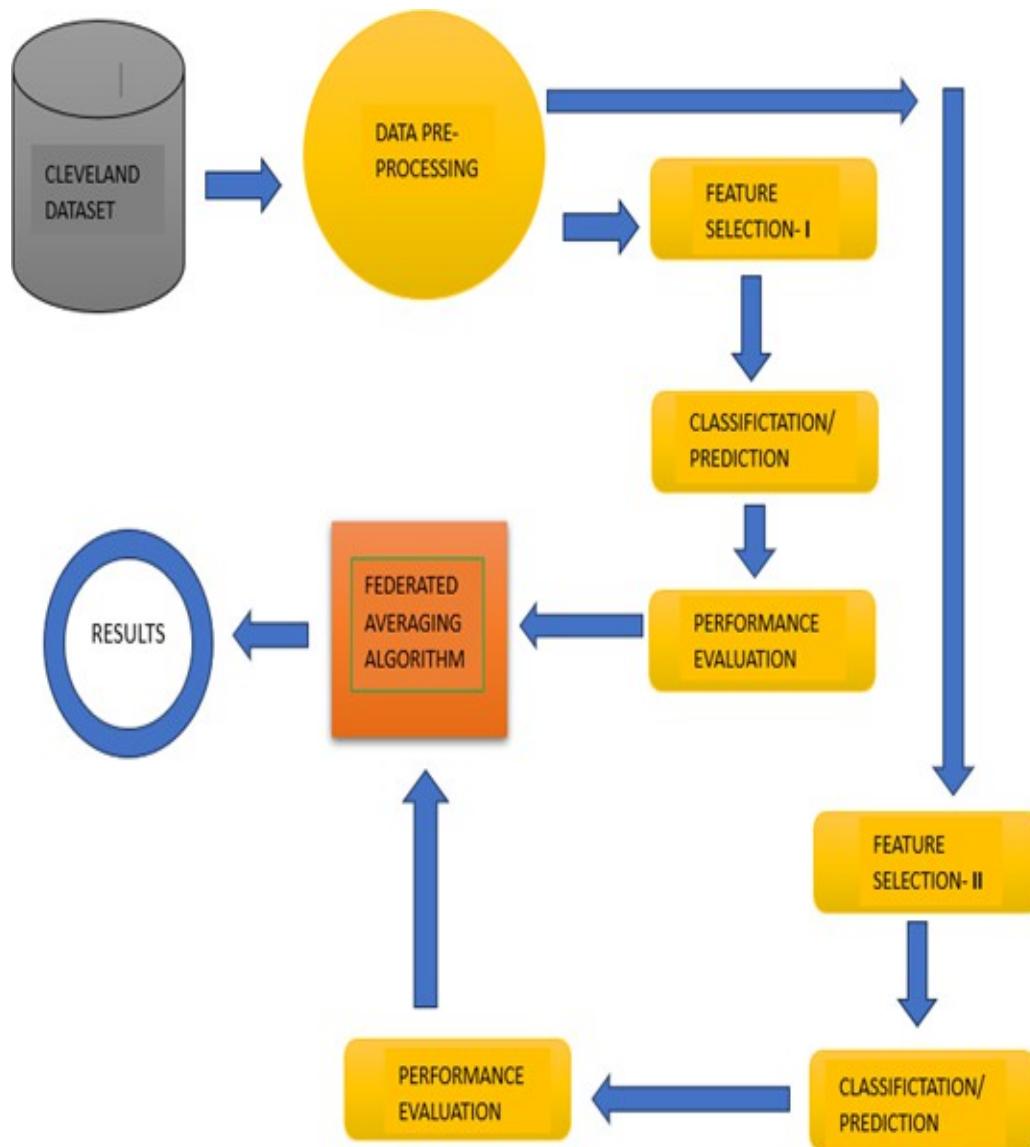 CLEVELAND
DATASET
DATA PRE-
PROCESSING
FEATURE
SELECTION- I
CLASSIFICTATION/
PREDICTION
PERFORMANCE
EVALUATION
FEDERATED
AVERAGING
ALGORITHM
RESULTS
FEATURE
SELECTION- II
CLASSIFICTATION/
PREDICTION
PERFORMANCE
EVALUATION